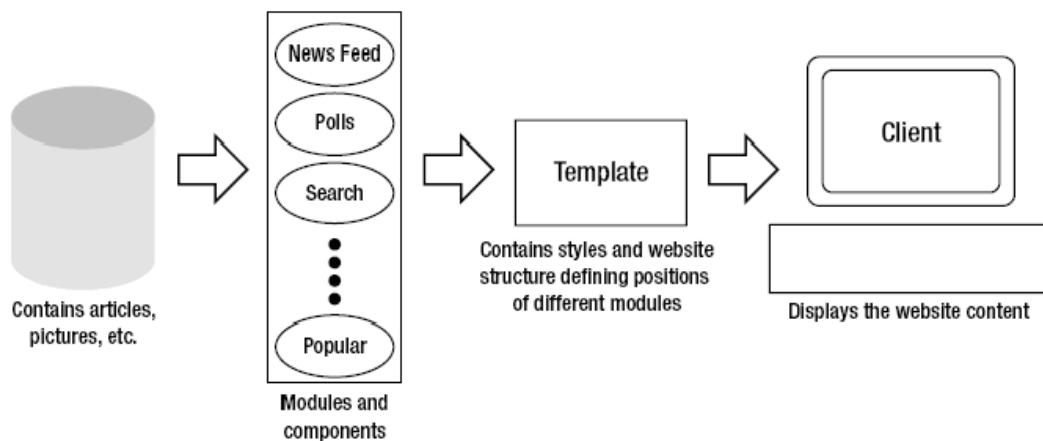 Contains articles,
pictures, etc.
News Feed
Polls
Search
Popular
Modules and
components
Template
Contains styles and website
structure defining positions
of different modules
Client
Displays the website content